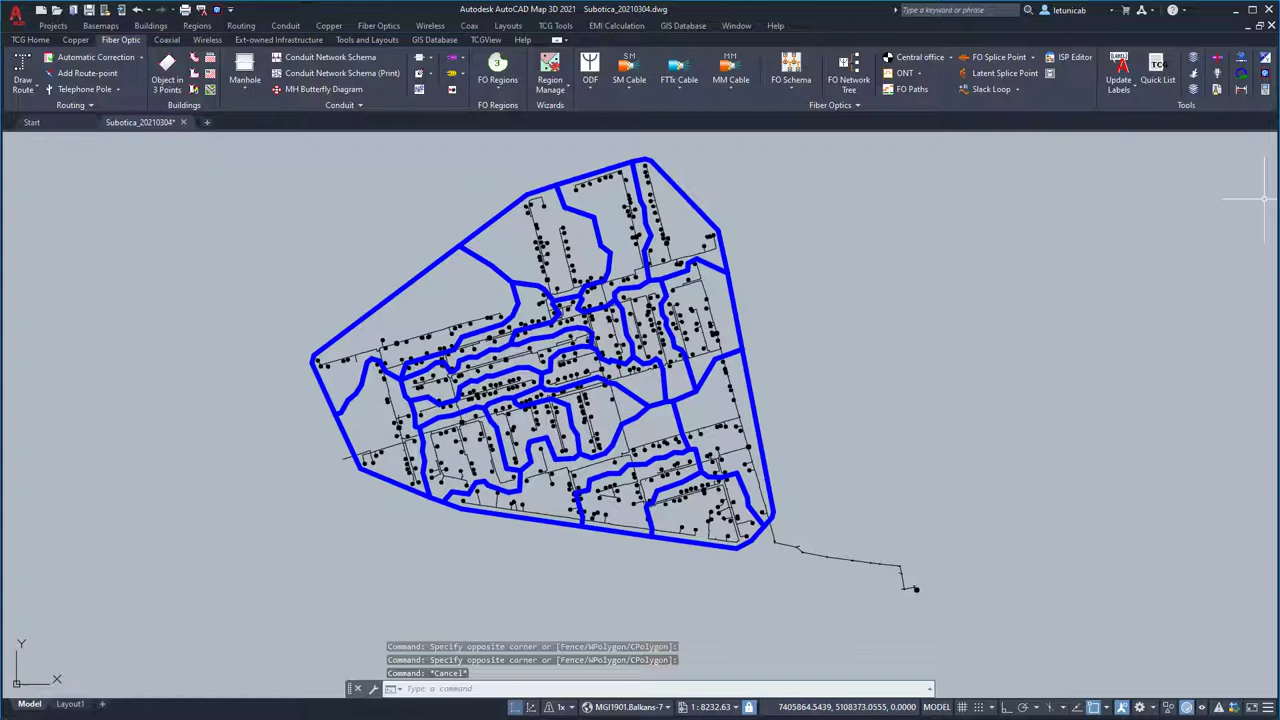 Autodesk AutoCAD Map 3D 2021 Subotica_20210304.dwg
Type a keyword or phrase
letunicab
Projects Basemaps Buildings Regions Routing Conduit Copper Fiber Optics Wireless Coax Layouts TCG Tools EMI Calculation GIS Database Window Help
TCG Home Copper Fiber Optic Coaxial Wireless Ext-owned Infrastructure Tools and Layouts GIS Database TCGView Help
Draw Route
Automatic Correction
Add Route-point
Telephone Pole
Routing
Object in 3 Points
Buildings
Manhole
Conduit Network Schema
Conduit Network Schema (Print)
MH Butterfly Diagram
Conduit
3
FO Regions
FO Regions
Region Manage
Wizards
ODF
SM
SM Cable
FTTx Cable
MM
MM Cable
FO Schema
FO Network Tree
Central office
ONT
FO Paths
FO Splice Point
Latent Splice Point
Slack Loop
ISP Editor
Fiber Optics
Update Labels
TCG
Quick List
Tools
Start Subotica_20210304*
Y
X
Command: Specify opposite corner or [Fence/WPolygon/CPolygon]:
Command: Specify opposite corner or [Fence/WPolygon/CPolygon]:
Command: *Cancel*
Type a command
Model Layout1
1x MGI1901.Balkans-7 1 : 8232.63 7405864.5439, 5108373.0555, 0.0000 MODEL